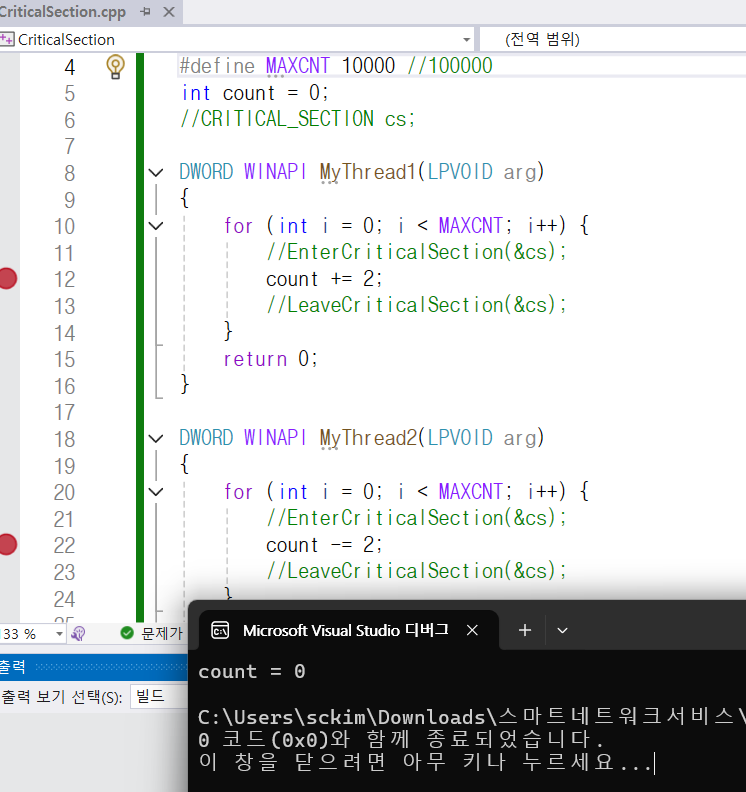 CriticalSection.cpp
CriticalSection
(전역 범위)
4 #define MAXCNT 10000 //100000
5 int count = 0;
6 //CRITICAL_SECTION cs;
7
8 DWORD WINAPI MyThread1(LPVOID arg)
9 {
10 for (int i = 0; i < MAXCNT; i++) {
11 //EnterCriticalSection(&cs);
12 count += 2;
13 //LeaveCriticalSection(&cs);
14 }
15 return 0;
16 }
17
18 DWORD WINAPI MyThread2(LPVOID arg)
19 {
20 for (int i = 0; i < MAXCNT; i++) {
21 //EnterCriticalSection(&cs);
22 count -= 2;
23 //LeaveCriticalSection(&cs);
24 }
33 %
문제가
출력
출력 보기 선택(S):
빌드
Microsoft Visual Studio 디버그
count = 0
C:\Users\sckim\Downloads\스마트네트워크서비스\
0 코드(0x0)와 함께 종료되었습니다.
이 창을 닫으려면 아무 키나 누르세요...